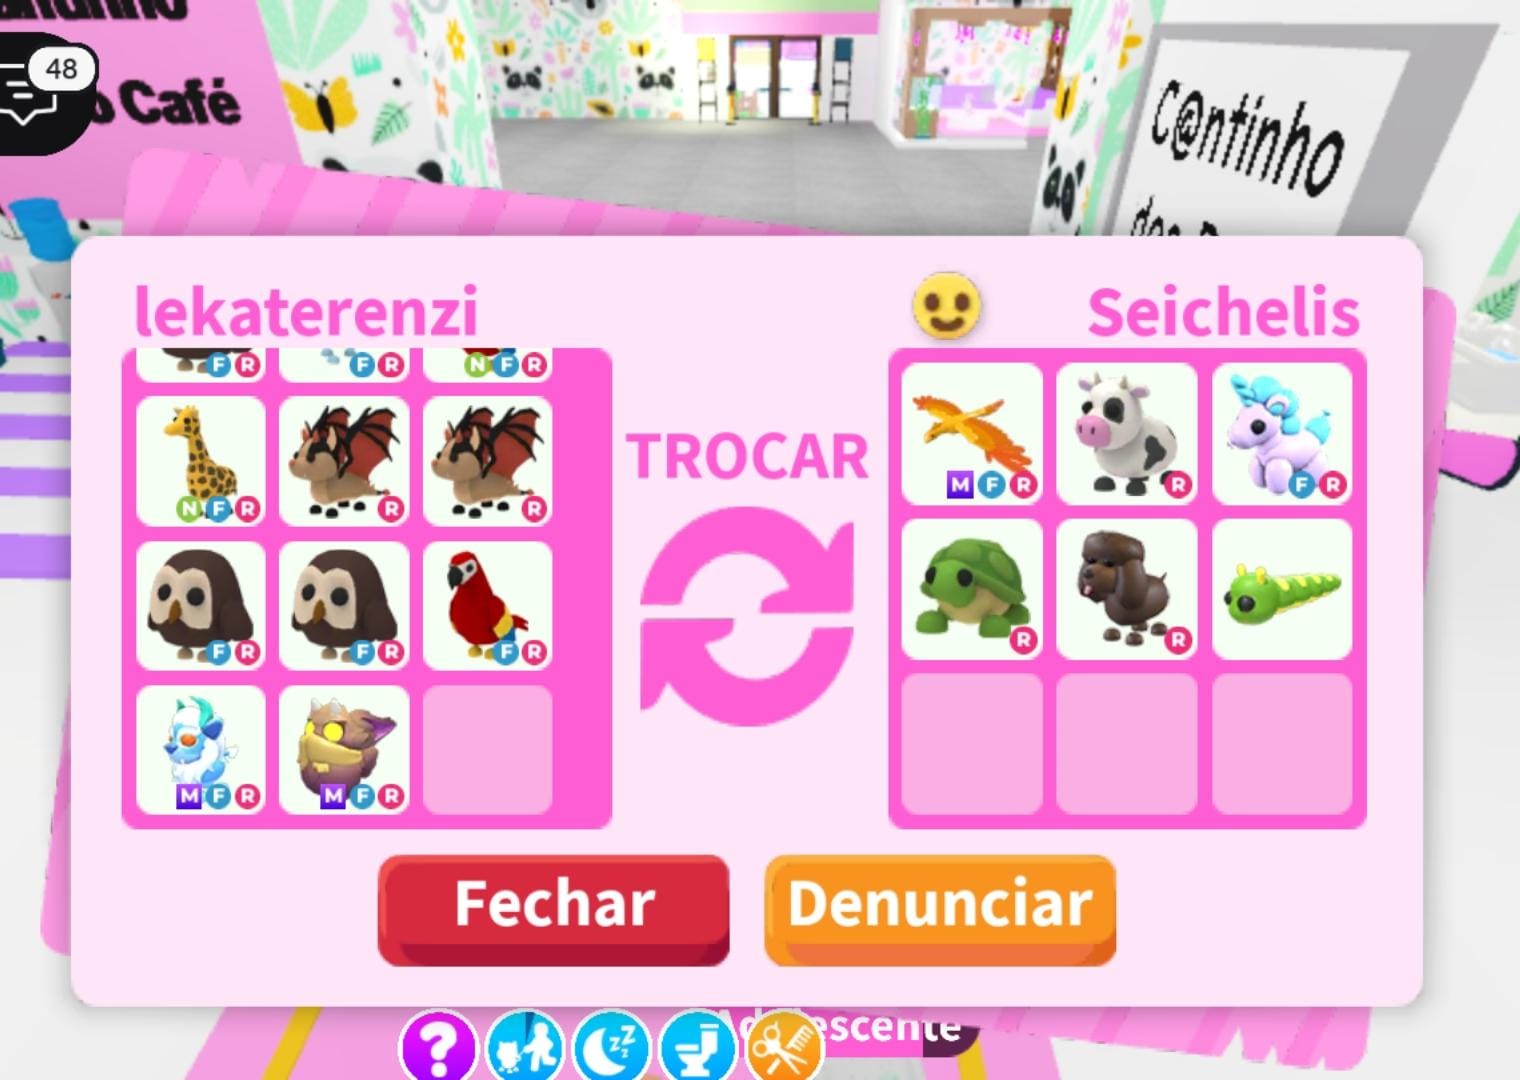 48
o Café
C@ntinho
lekaterenzi
Seichelis
F R
F R
N F R
M F R
R
F R
N F R
R
R
TROCAR
R
R
F R
F R
F R
M F R
M F R
Fechar
Denunciar
?